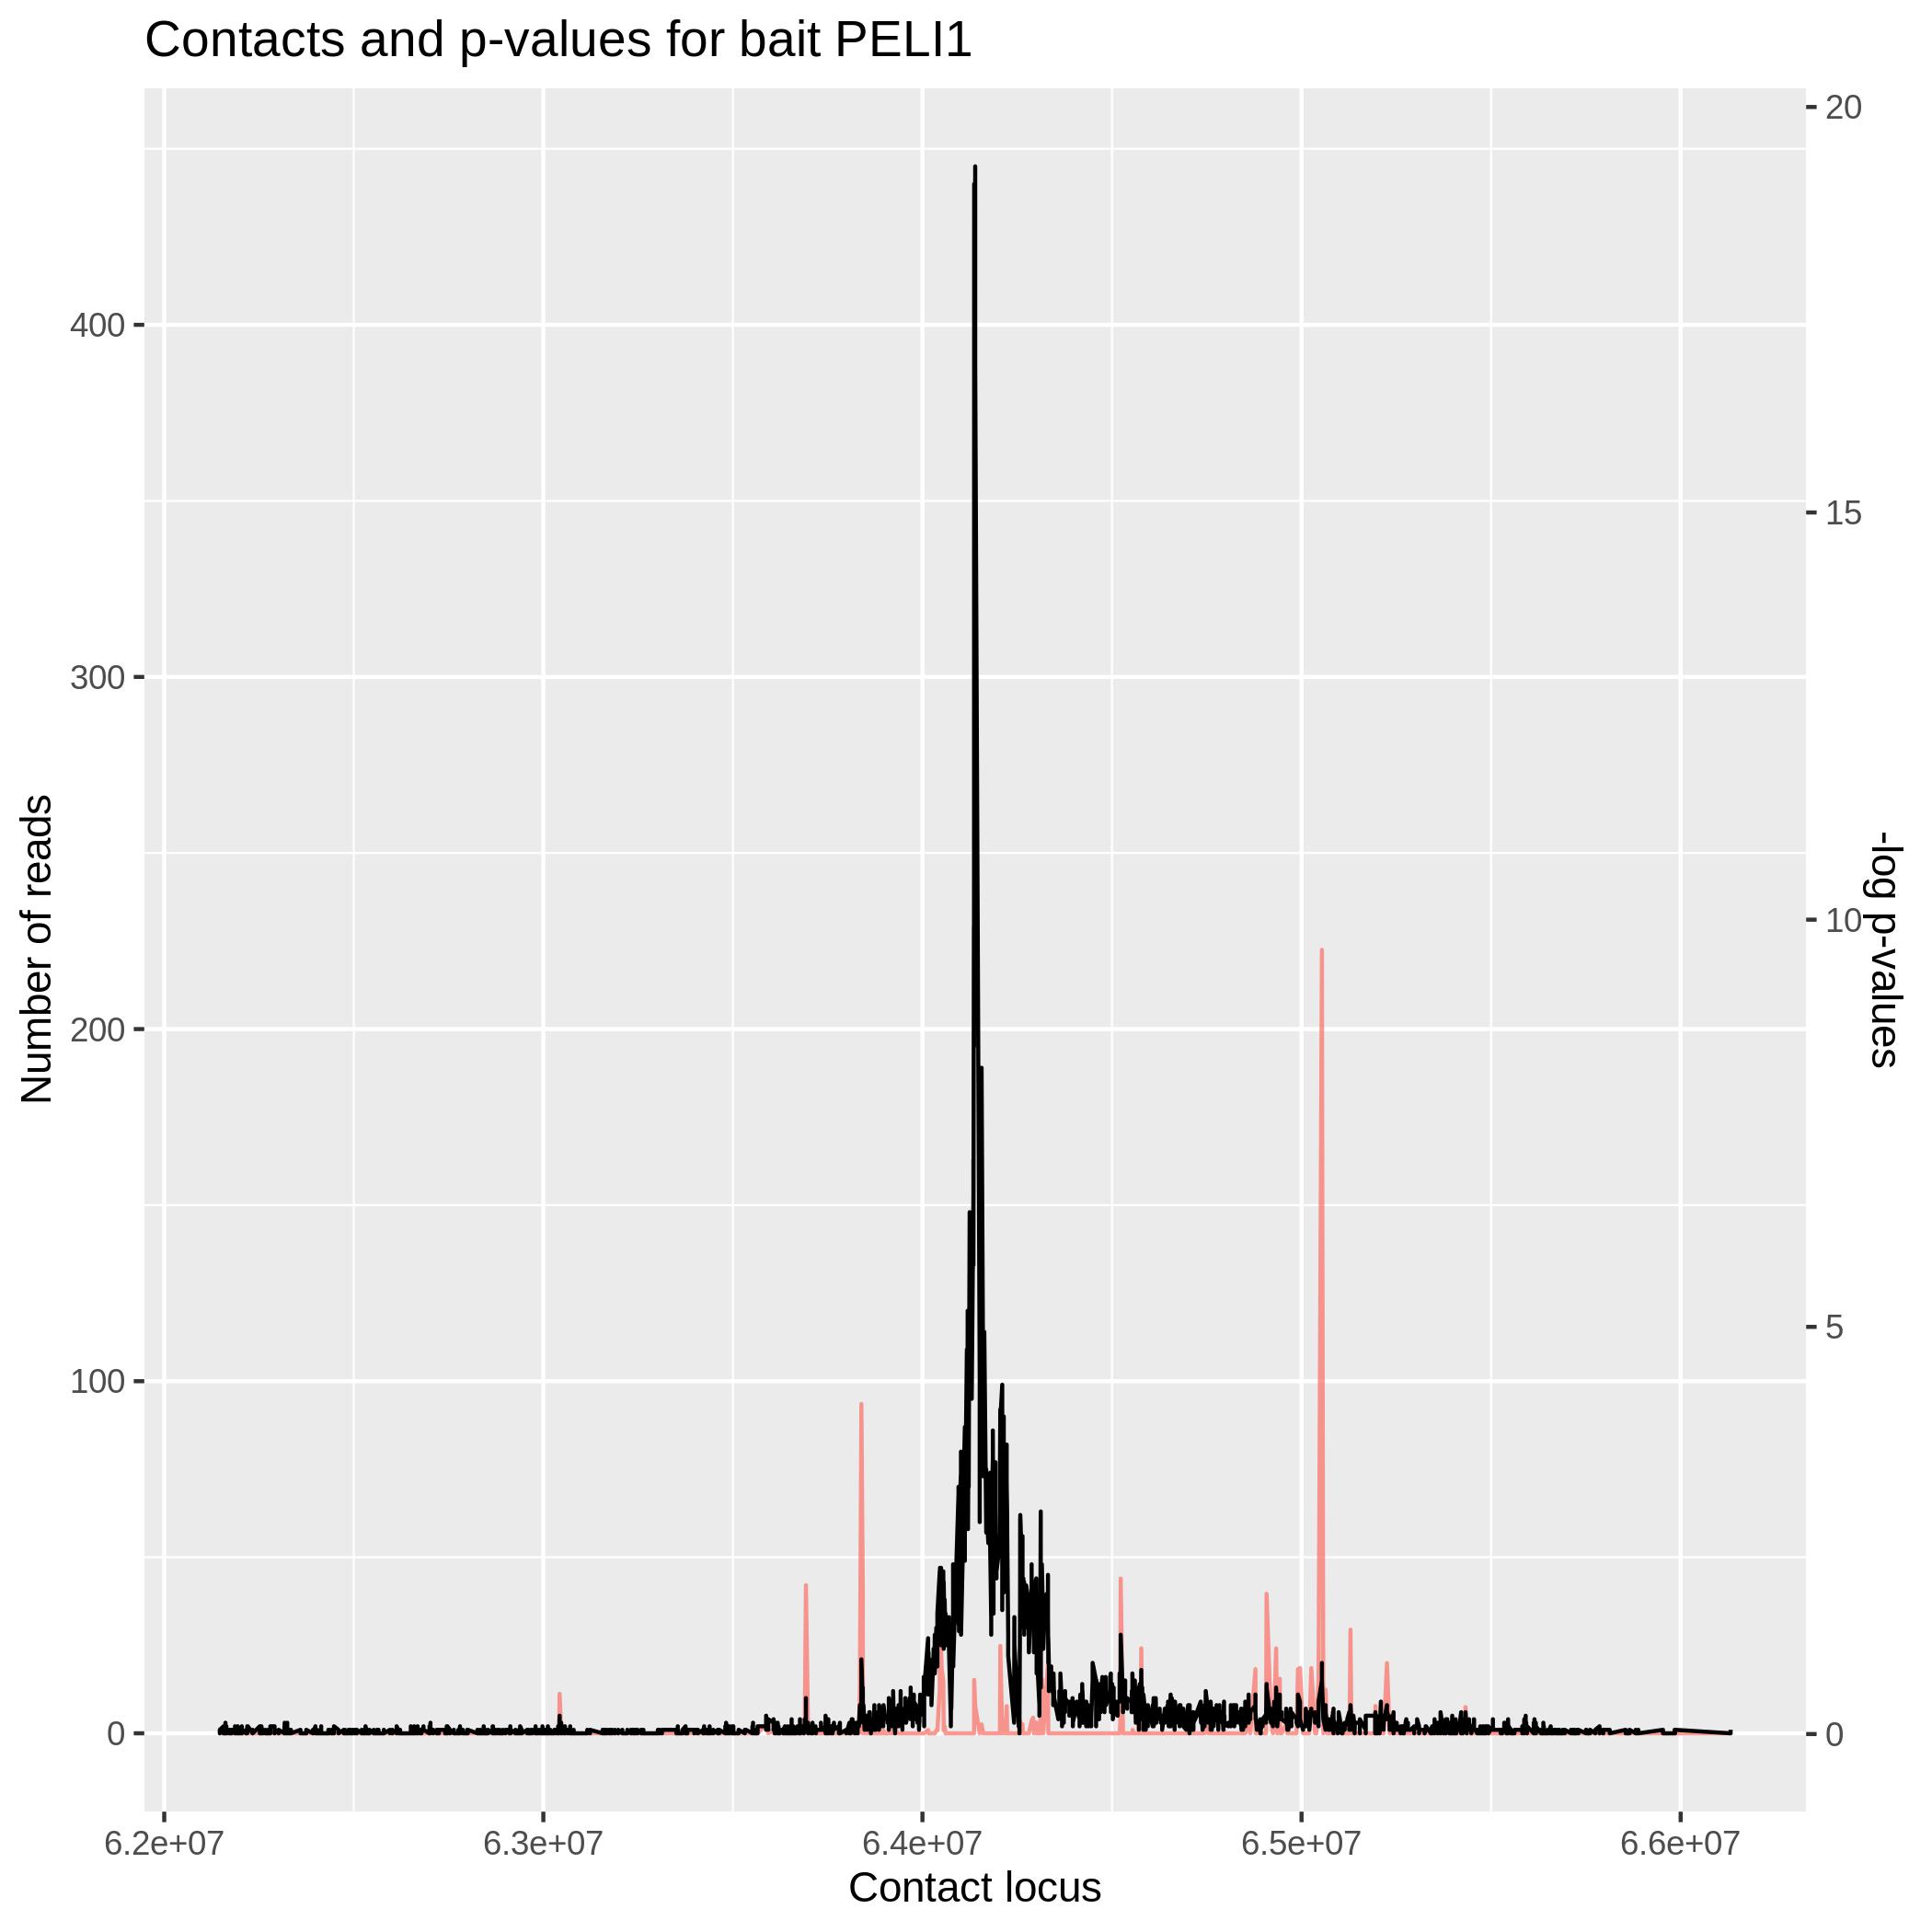 Contacts and p-values for bait PELI1
Number of reads
400
300
200
100
0
20
15
10
5
0
-log p-values
6.2e+07
6.3e+07
6.4e+07
6.5e+07
6.6e+07
Contact locus